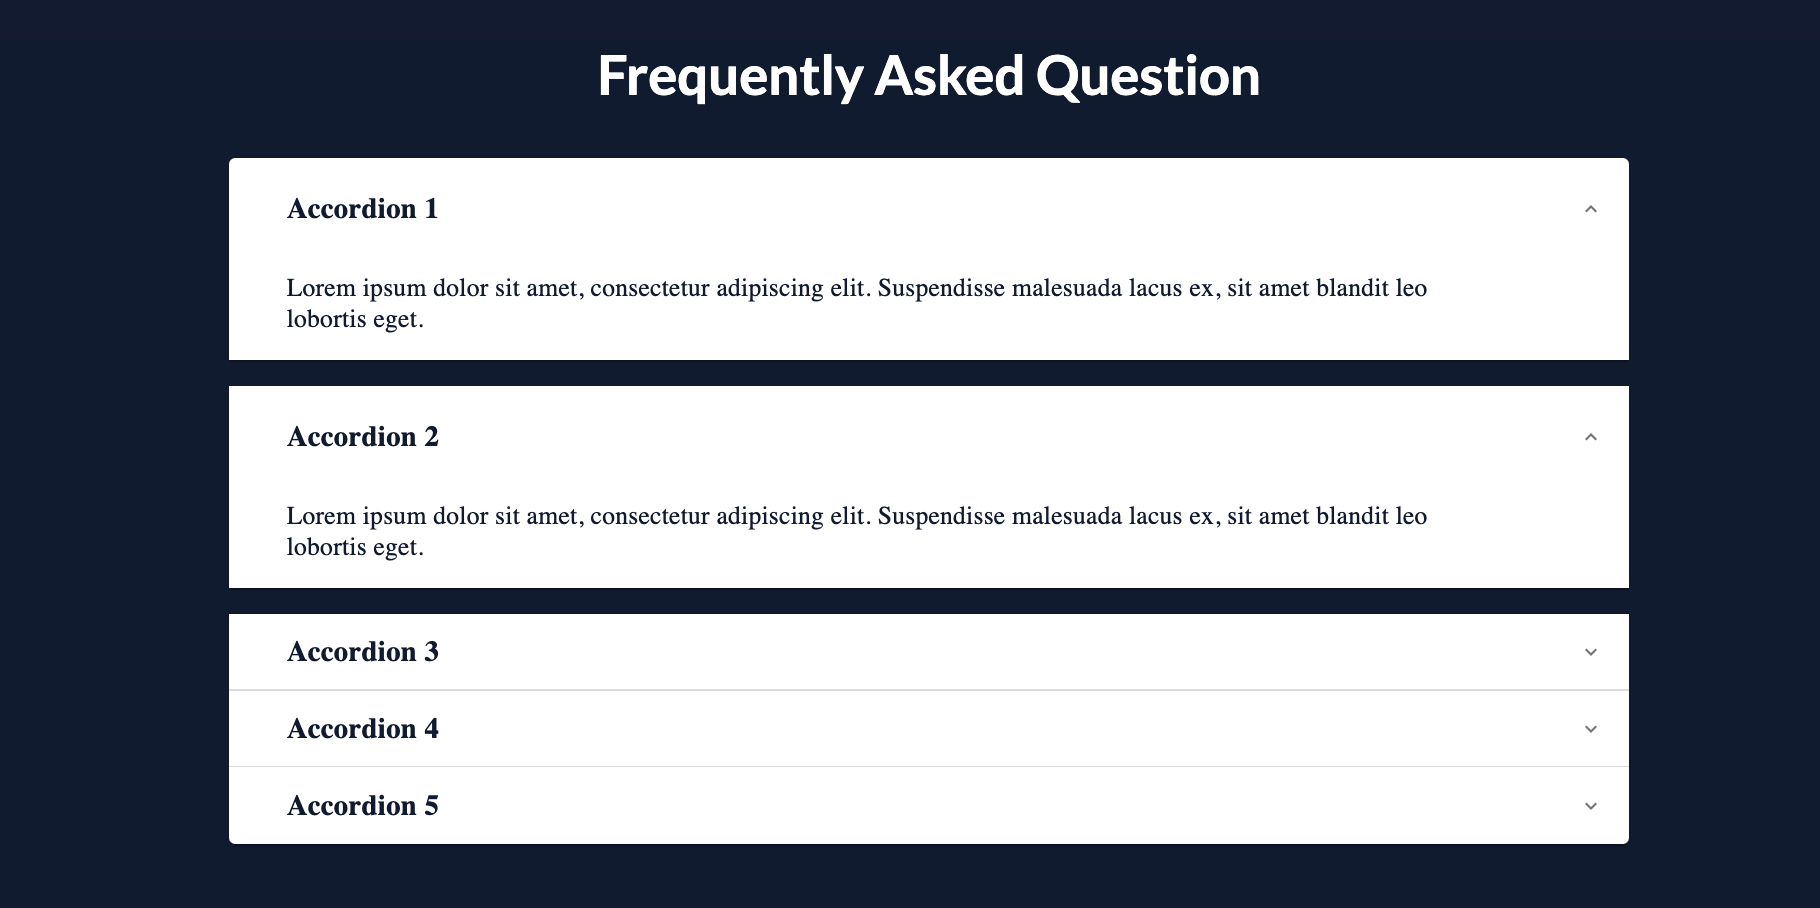 Frequently Asked Question
Accordion 1
Lorem ipsum dolor sit amet, consectetur adipiscing elit. Suspendisse malesuada lacus ex, sit amet blandit leo
lobortis eget.
Accordion 2
Lorem ipsum dolor sit amet, consectetur adipiscing elit. Suspendisse malesuada lacus ex, sit amet blandit leo
lobortis eget.
Accordion 3
Accordion 4
Accordion 5